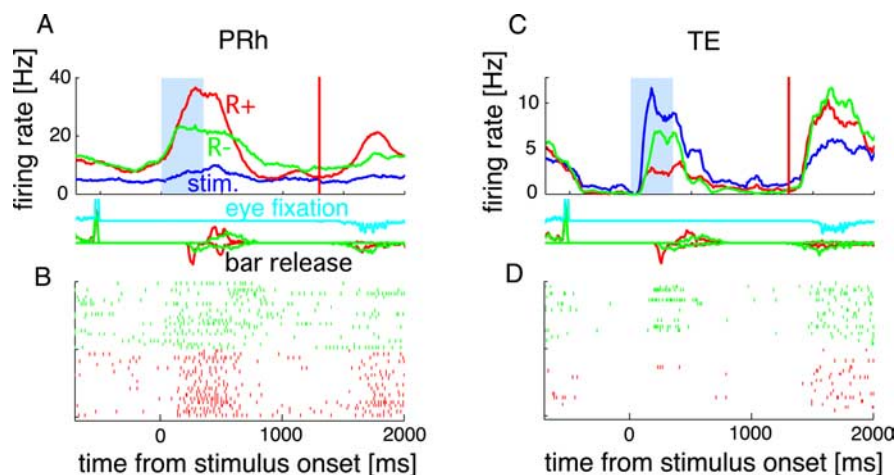 A
PRh
firing rate [Hz]
40
20
0
R+
R-
stim.
eye fixation
bar release
B
0
1000
2000
time from stimulus onset [ms]
C
TE
firing rate [Hz]
10
5
0
D
0
1000
2000
time from stimulus onset [ms]